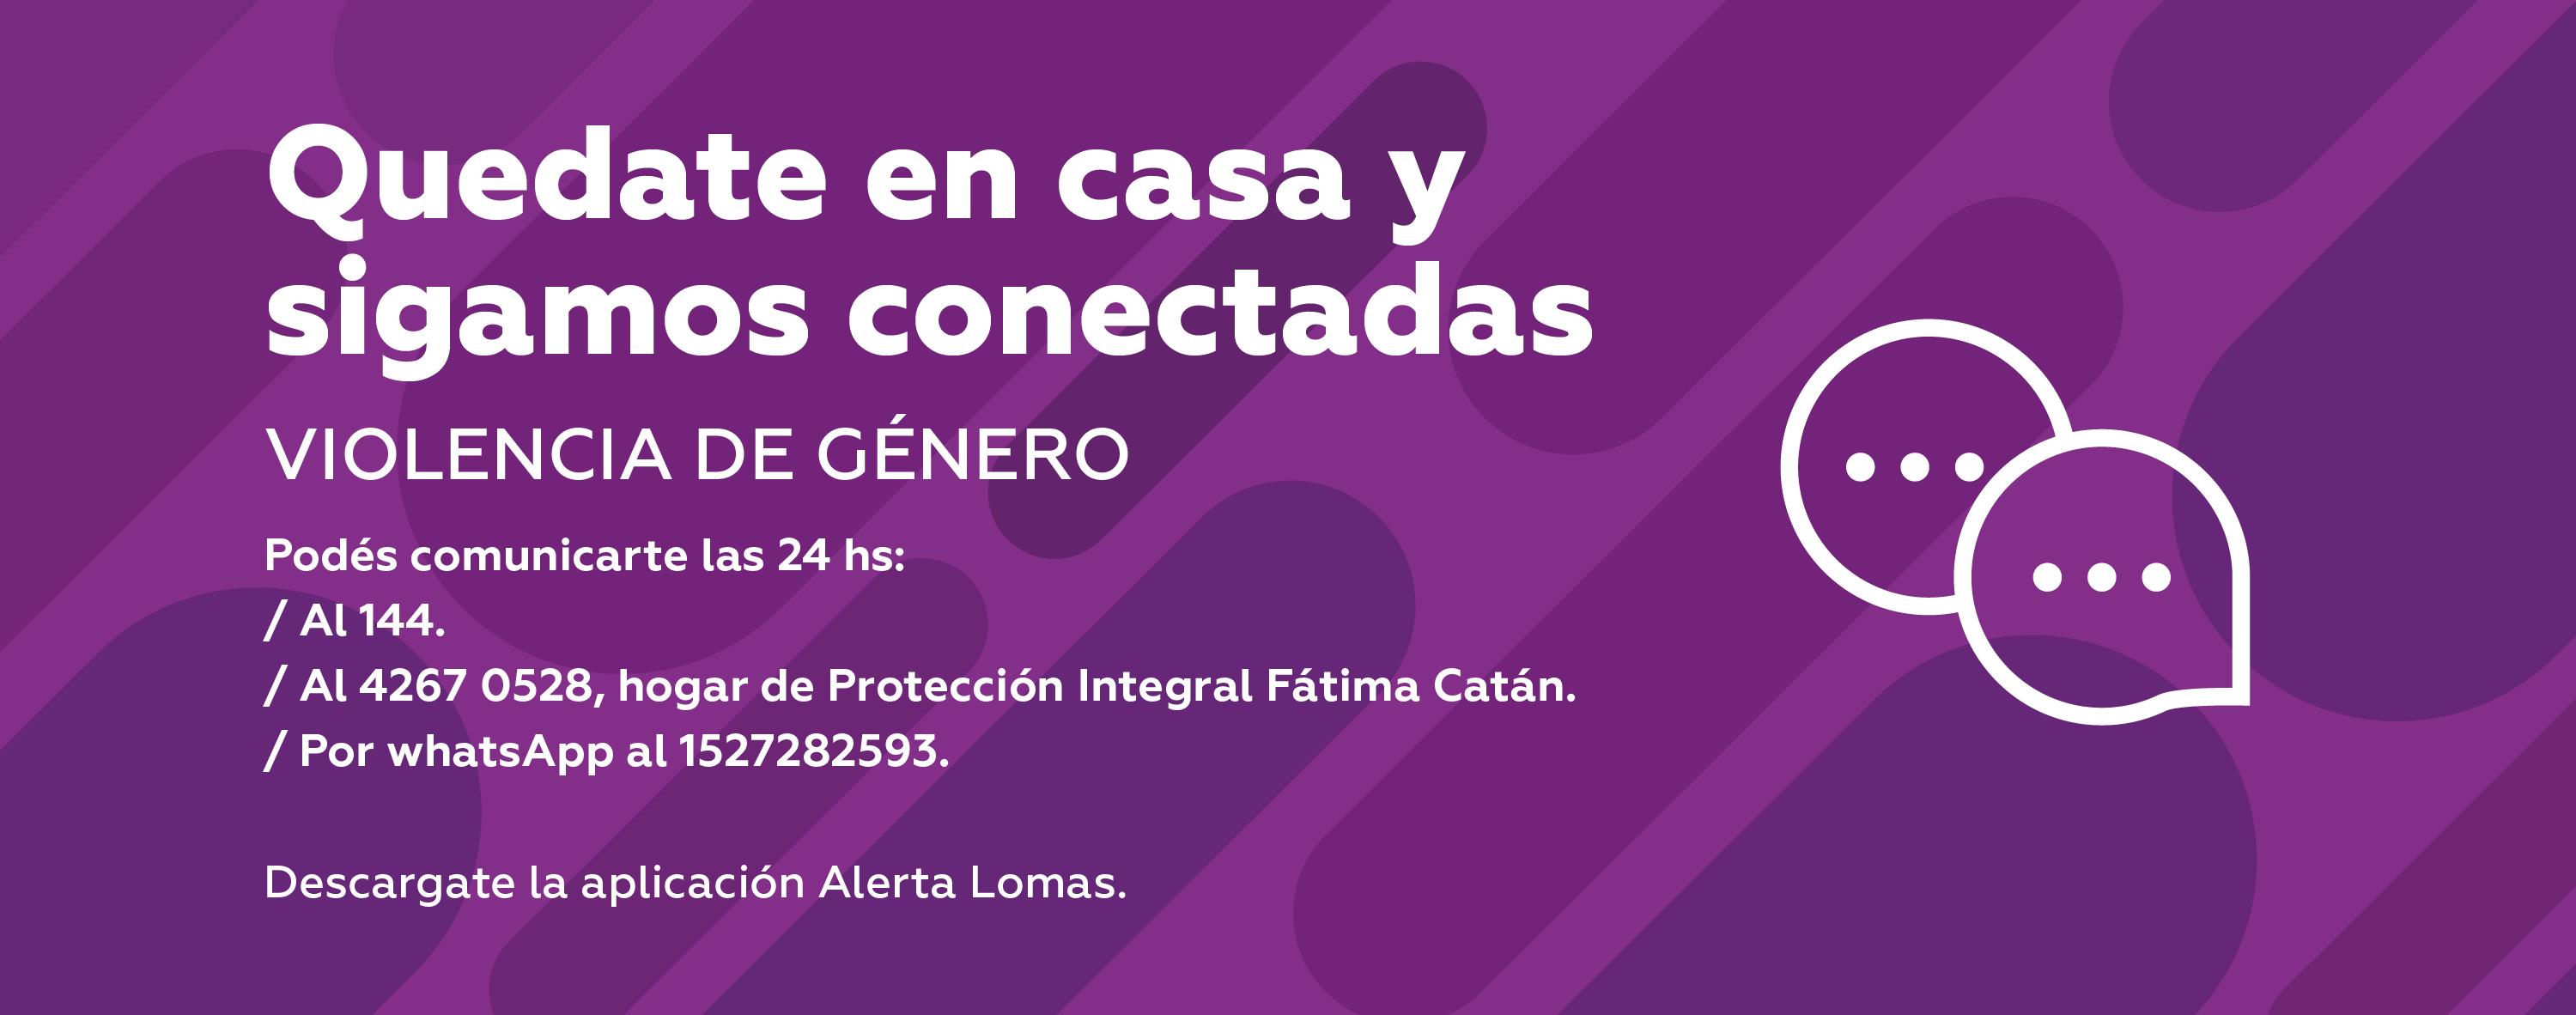 Quedate en casa y
sigamos conectadas
VIOLENCIA DE GÉNERO
Podés comunicarte las 24 hs:
/ Al 144.
/ Al 4267 0528, hogar de Protección Integral Fátima Catán.
/ Por whatsApp al 1527282593.
Descargate la aplicación Alerta Lomas.